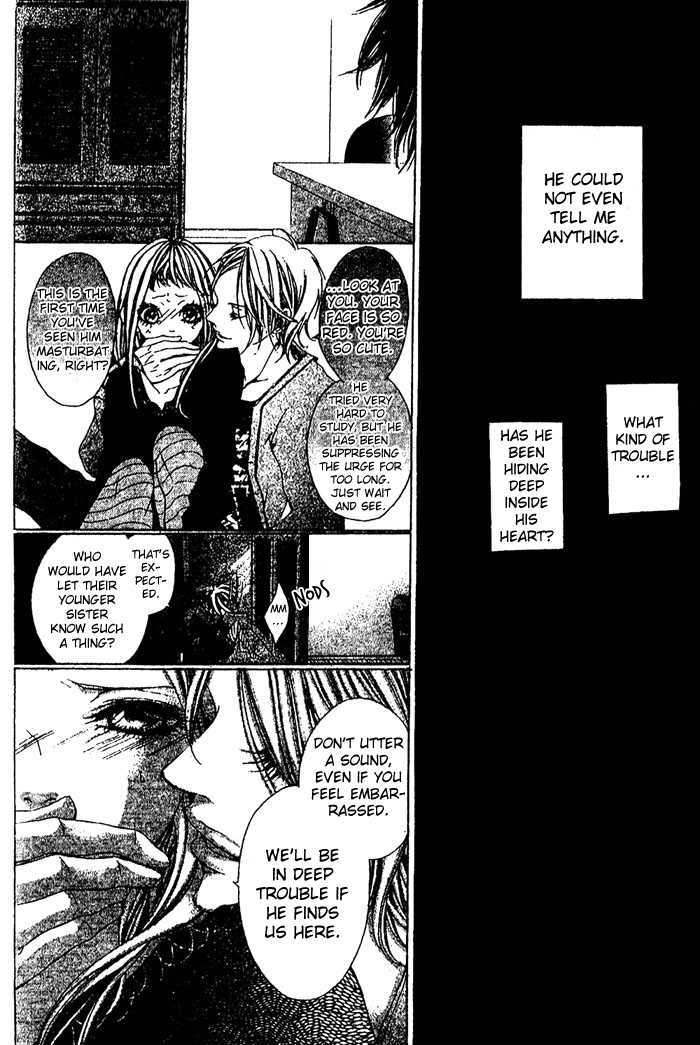 HE COULD
NOT EVEN
TELL ME
ANYTHING.
WHAT
KIND OF
TROUBLE
...
HAS HE
BEEN
HIDING
DEEP
INSIDE
HIS
HEART?
...LOOK AT
YOU. YOUR
FACE IS SO
RED. YOU'RE
SO CUTE.
THIS IS THE
FIRST TIME
YOU'VE
SEEN HIM
MASTURBAT
ING, RIGHT?
HE
TRIED VERY
HARD TO
STUDY, BUT HE
HAS BEEN
SUPPRESSING
THE URGE FOR
TOO LONG.
JUST WAIT
AND SEE.
NODS
MM
...
THAT'S
EX-
PECT-
ED.
WHO
WOULD HAVE
LET THEIR
YOUNGER
SISTER
KNOW SUCH
A THING?
DON'T UTTER
A SOUND,
EVEN IF YOU
FEEL EMBAR-
RASSED.
WE'LL BE
IN DEEP
TROUBLE IF
HE FINDS
US HERE.